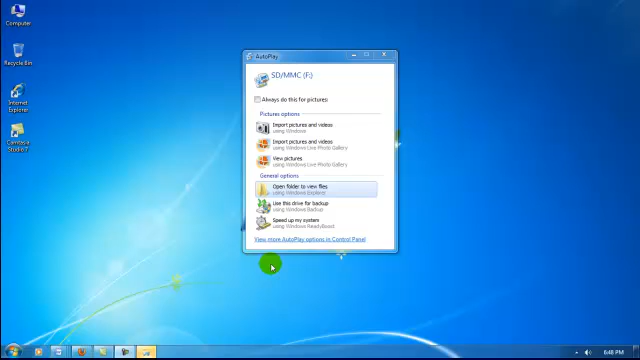 Computer
Recycle Bin
Internet
Explorer
Camtasia
Studio 7
AutoPlay
SD/MMC (F:)
Always do this for pictures:
Pictures options
Import pictures and videos
using Windows
Import pictures and videos
using Windows Live Photo Gallery
View pictures
using Windows Live Photo Gallery
General options
Open folder to view files
using Windows Explorer
Use this drive for backup
using Windows Backup
Speed up my system
using Windows ReadyBoost
View more AutoPlay options in Control Panel
6:48 PM